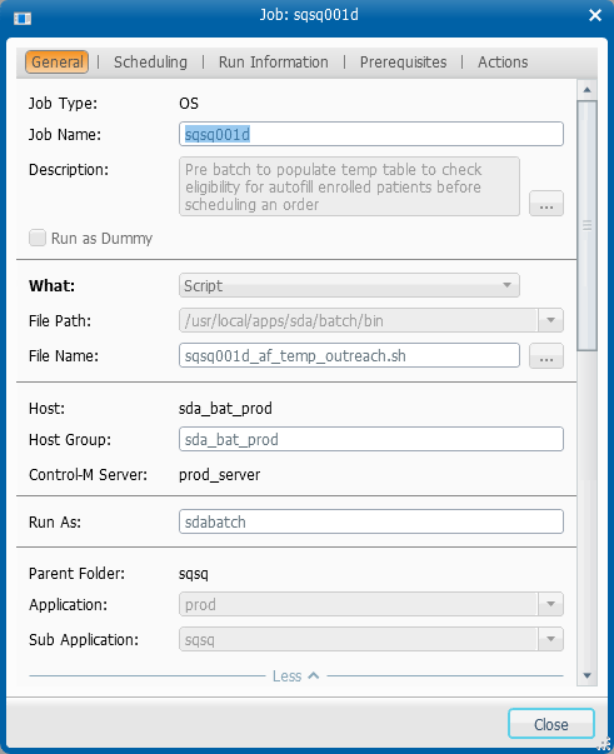 Job: sqsq001d
General | Scheduling | Run Information | Prerequisites | Actions
Job Type: OS
Job Name: sqsq001d
Description: Pre batch to populate temp table to check
eligibility for autofill enrolled patients before
scheduling an order
...
Run as Dummy
What: Script
File Path: /usr/local/apps/sda/batch/bin
File Name: sqsq001d_af_temp_outreach.sh ...
Host: sda_bat_prod
Host Group: sda_bat_prod
Control-M Server: prod_server
Run As: sdabatch
Parent Folder: sqsq
Application: prod
Sub Application: sqsq
Less
Close